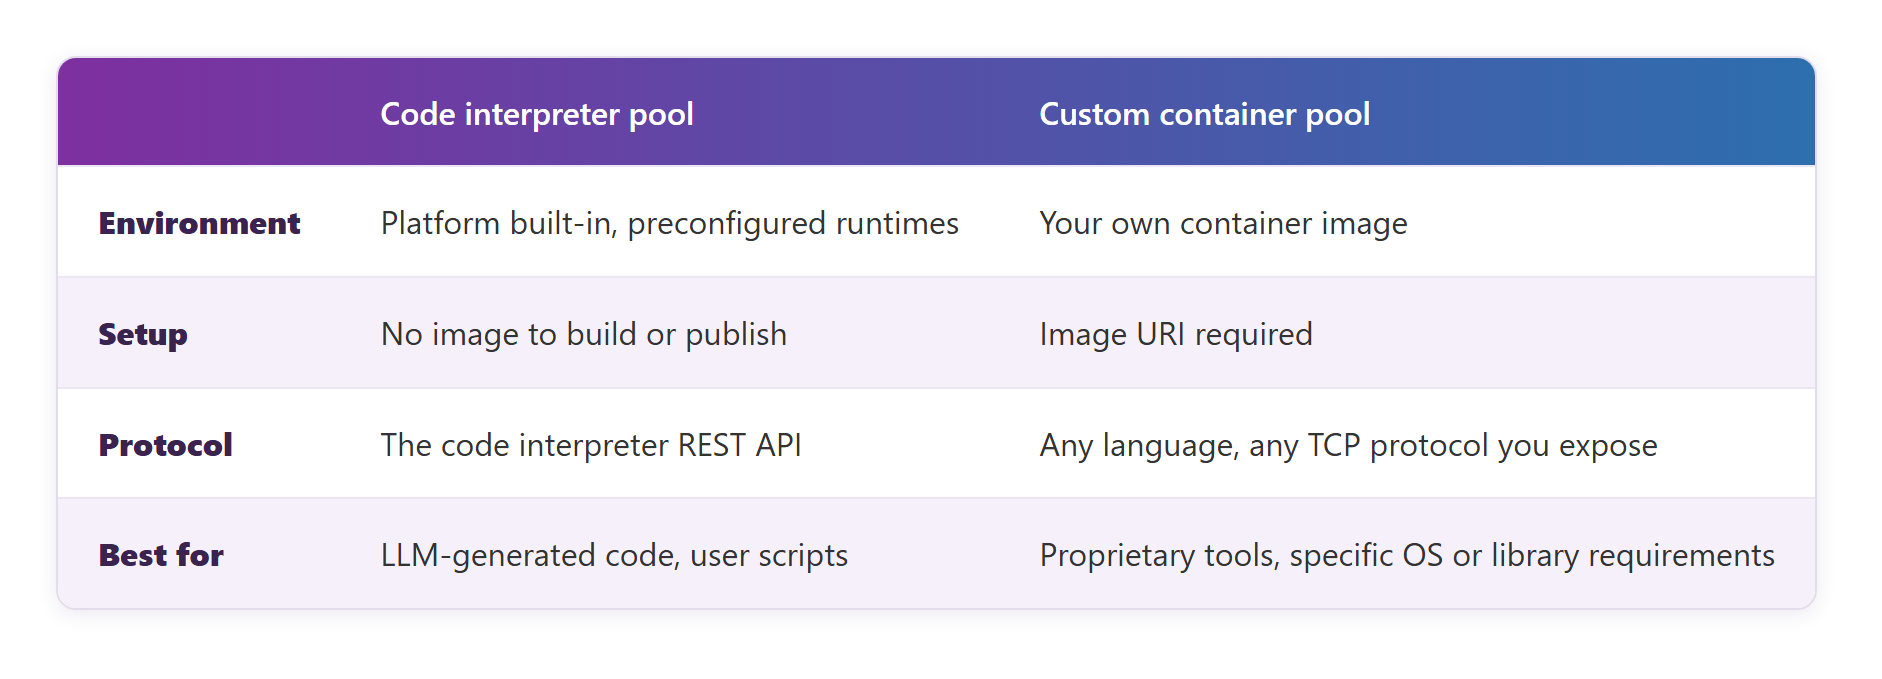 Code interpreter pool Custom container pool
Environment Platform built-in, preconfigured runtimes Your own container image
Setup No image to build or publish Image URI required
Protocol The code interpreter REST API Any language, any TCP protocol you expose
Best for LLM-generated code, user scripts Proprietary tools, specific OS or library requirements